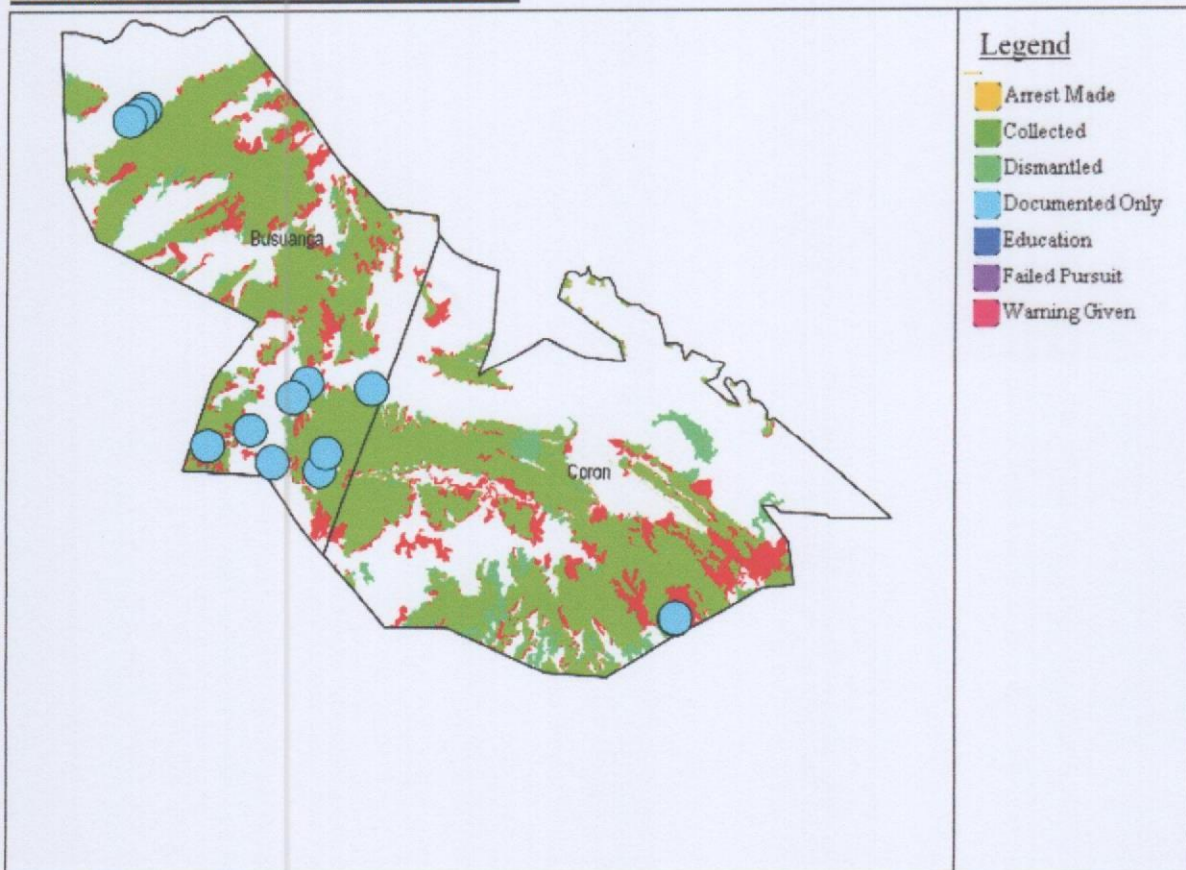 Legend
Arrest Made
Collected
Dismantled
Documented Only
Education
Failed Pursuit
Warning Given
Busuanga
Coron